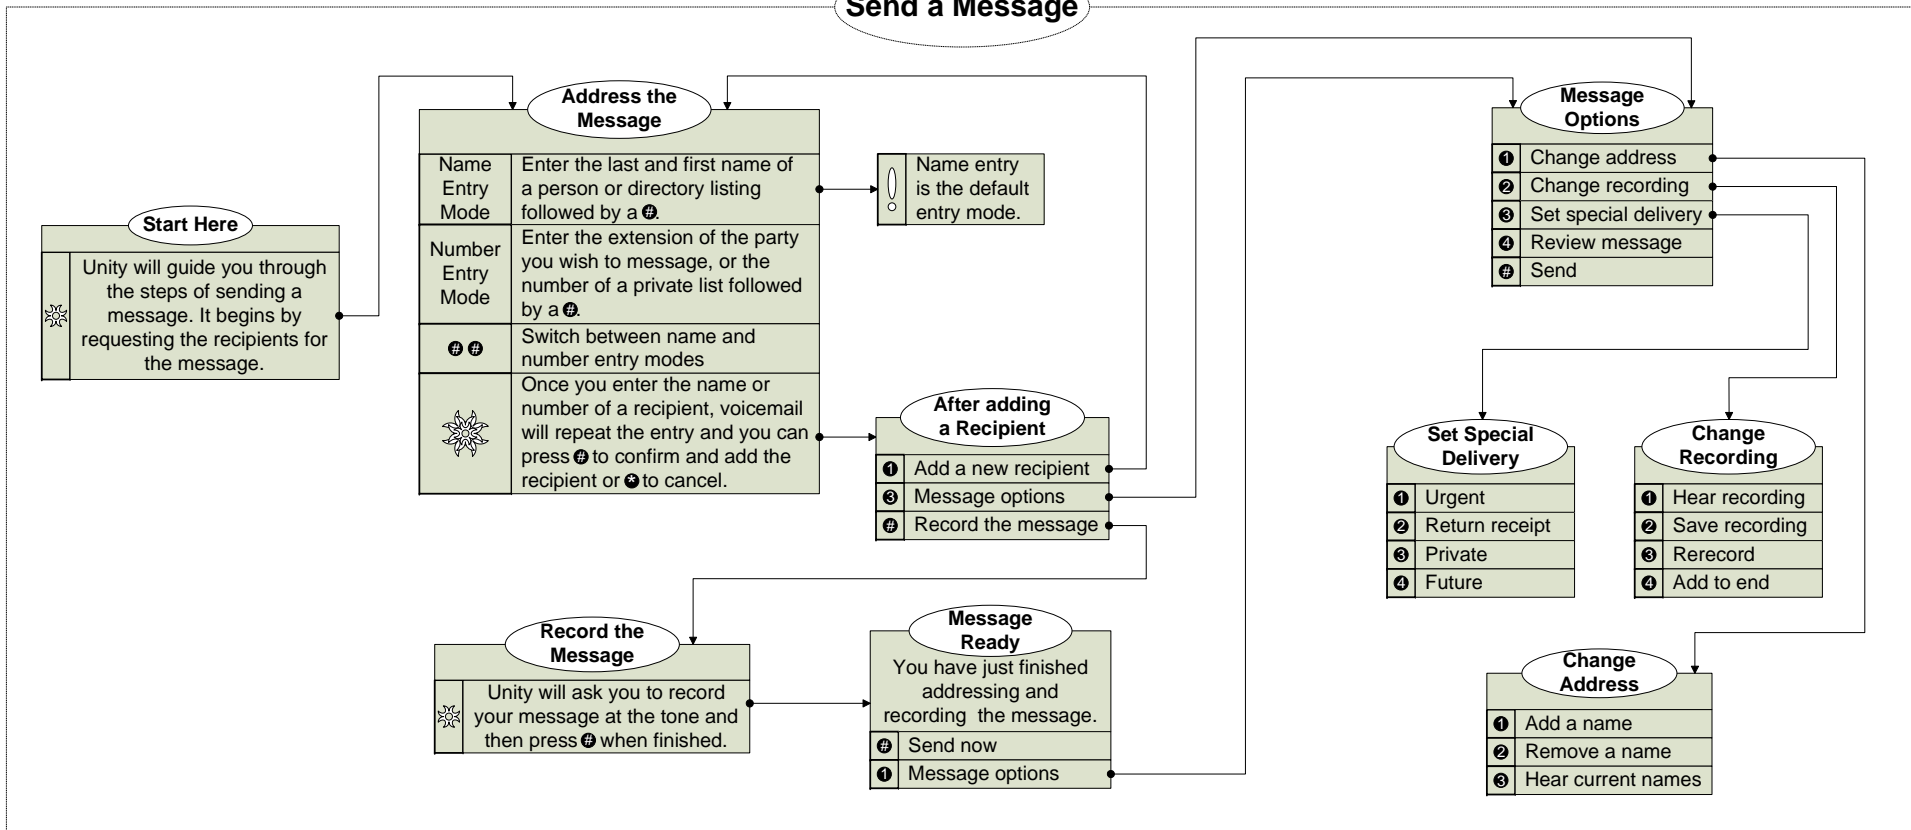 Send a Message
Start Here
Unity will guide you through
the steps of sending a
message. It begins by
requesting the recipients for
the message.
Address the
Message
Name
Entry
Mode
Enter the last and first name of
a person or directory listing
followed by a #.
Number
Entry
Mode
Enter the extension of the party
you wish to message, or the
number of a private list followed
by a #.
# #
Switch between name and
number entry modes
Once you enter the name or
number of a recipient, voicemail
will repeat the entry and you can
press # to confirm and add the
recipient or * to cancel.
! Name entry
is the default
entry mode.
After adding
a Recipient
1 Add a new recipient
3 Message options
# Record the message
Record the
Message
Unity will ask you to record
your message at the tone and
then press # when finished.
Message
Ready
You have just finished
addressing and
recording the message.
# Send now
1 Message options
Message
Options
1 Change address
2 Change recording
3 Set special delivery
4 Review message
# Send
Set Special
Delivery
1 Urgent
2 Return receipt
3 Private
4 Future
Change
Recording
1 Hear recording
2 Save recording
3 Rerecord
4 Add to end
Change
Address
1 Add a name
2 Remove a name
3 Hear current names